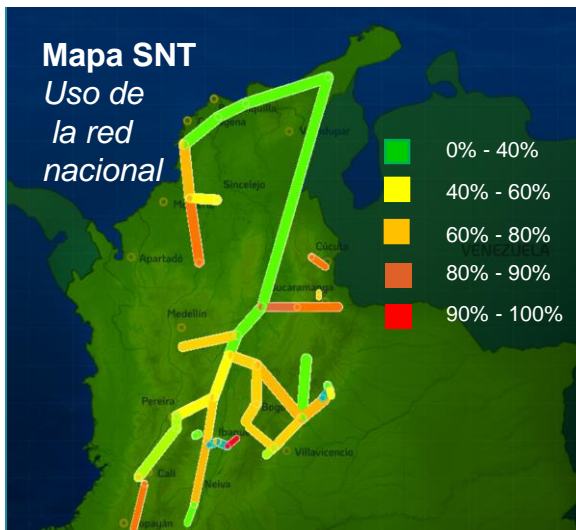 Mapa SNT
Uso de
la red
nacional
Sincelejo
Apartadó
Medellín
Pereira
Cali
Neiva
Villavicencio
Cúcuta
VENEZUELA
0% - 40%
40% - 60%
60% - 80%
80% - 90%
90% - 100%